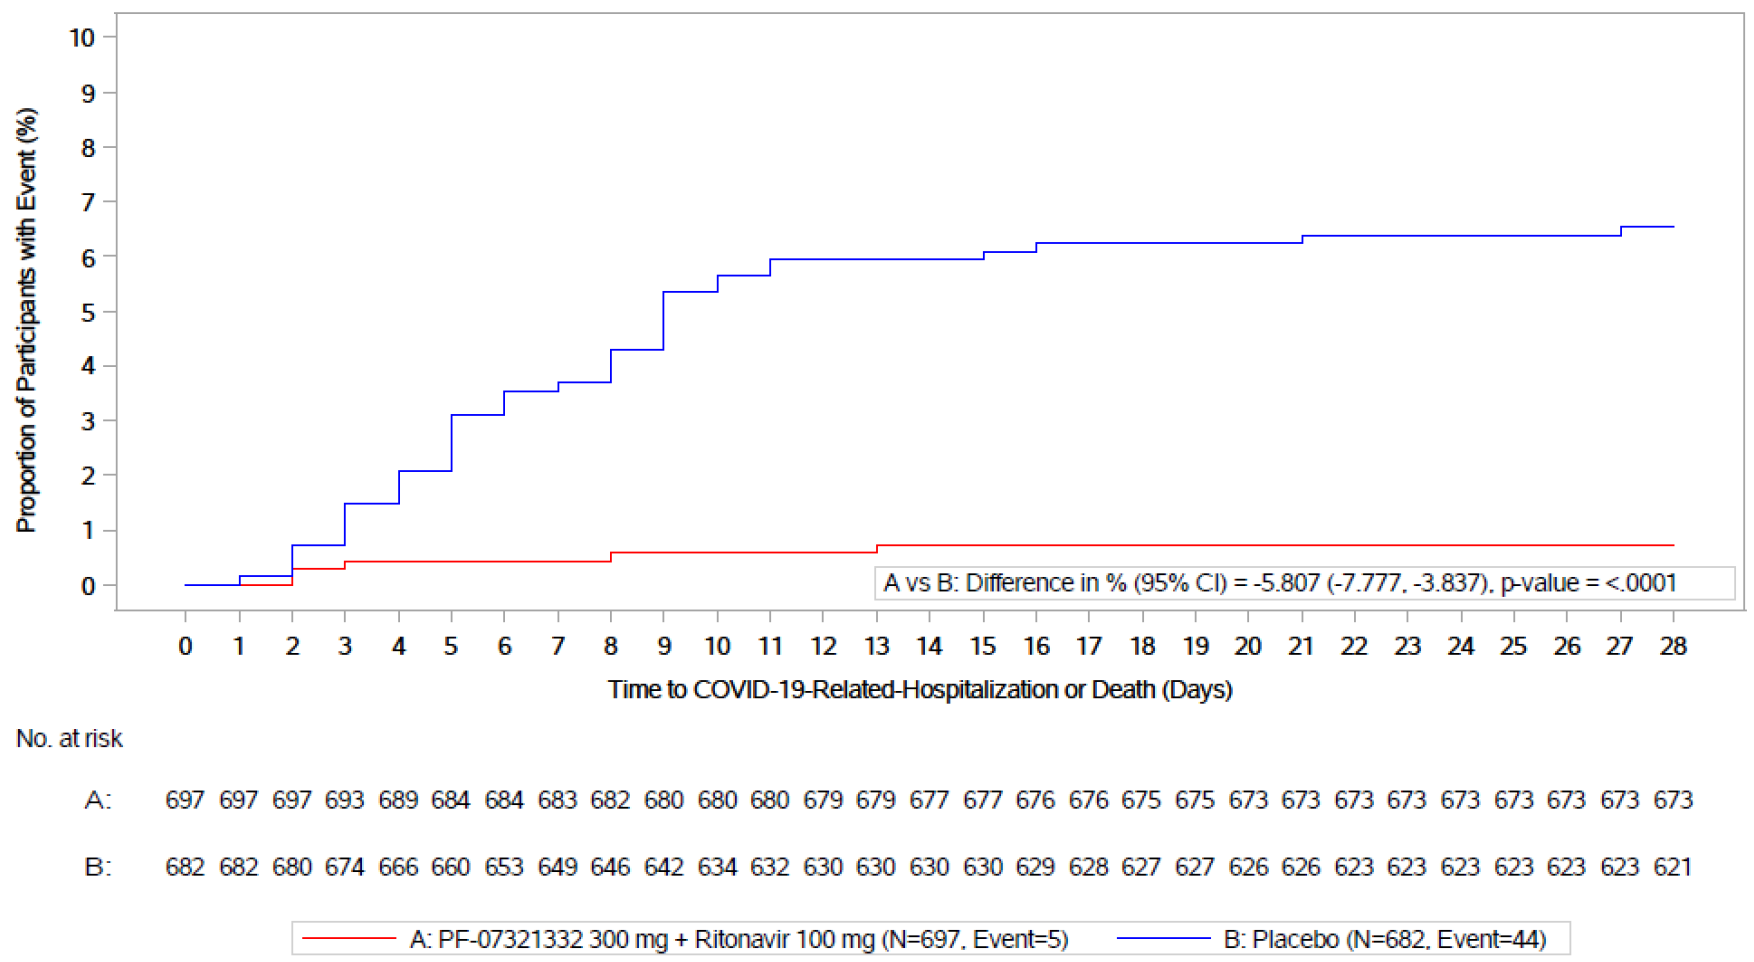 Proportion of Participants with Event (%)
10
9
8
7
6
5
4
3
2
1
0
A vs B: Difference in % (95% CI) = -5.807 (-7.777, -3.837), p-value = <.0001
0 1 2 3 4 5 6 7 8 9 10 11 12 13 14 15 16 17 18 19 20 21 22 23 24 25 26 27 28
Time to COVID-19-Related-Hospitalization or Death (Days)
No. at risk
A: 697 697 697 693 689 684 684 683 682 680 680 680 679 679 677 677 676 676 675 675 673 673 673 673 673 673 673 673 673
B: 682 682 680 674 666 660 653 649 646 642 634 632 630 630 630 630 629 628 627 627 626 626 623 623 623 623 623 623 621
A: PF-07321332 300 mg + Ritonavir 100 mg (N=697, Event=5) B: Placebo (N=682, Event=44)